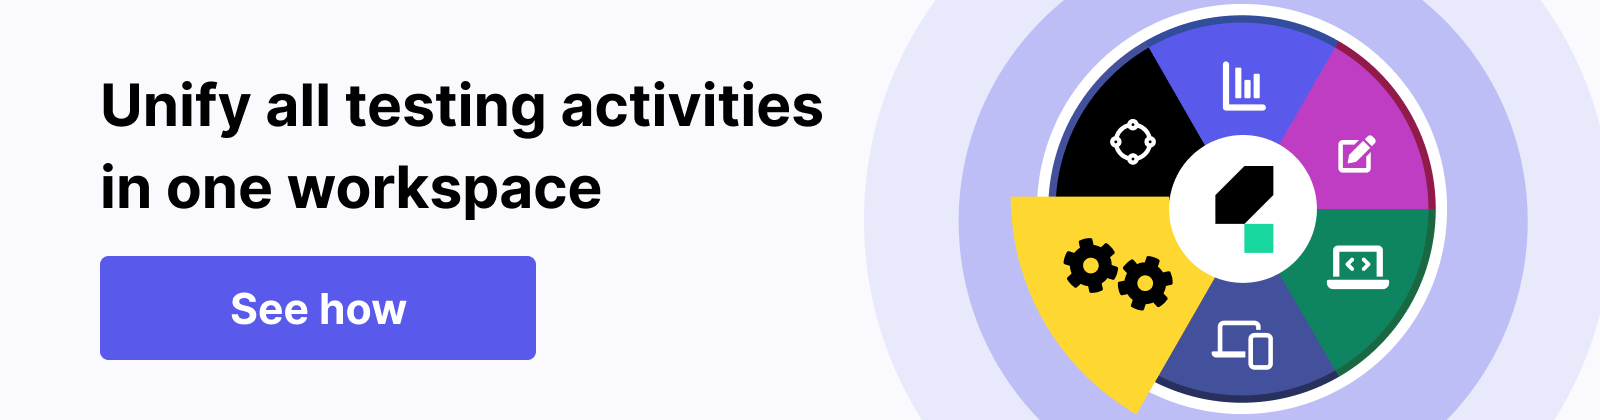 Unify all testing activities
in one workspace
See how